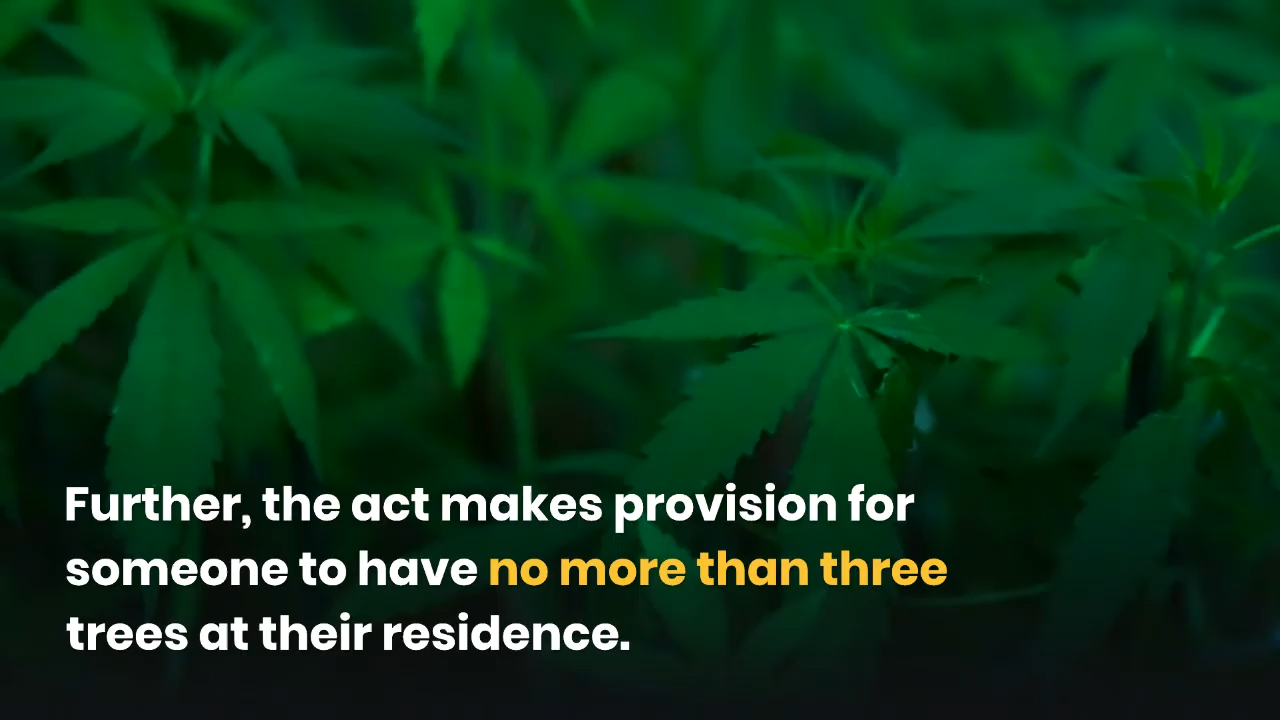 Further, the act makes provision for
someone to have no more than three
trees at their residence.